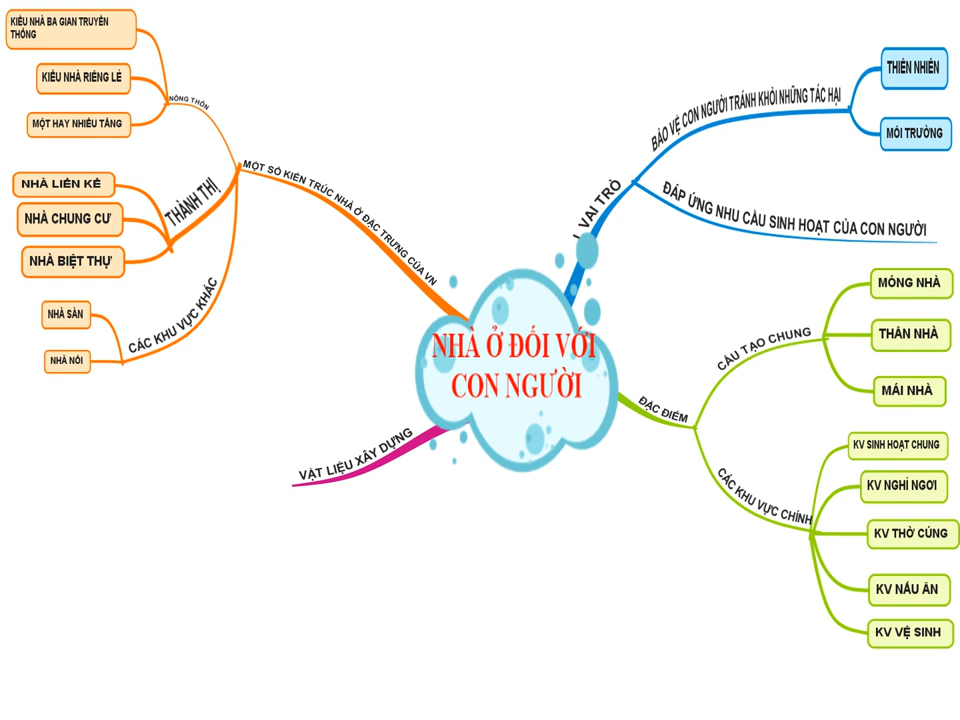 NHÀ Ở ĐỐI VỚI
CON NGƯỜI
I. VAI TRÒ
BẢO VỆ CON NGƯỜI TRÁNH KHỎI NHỮNG TÁC HẠI
THIÊN NHIÊN
MÔI TRƯỜNG
ĐÁP ỨNG NHU CẦU SINH HOẠT CỦA CON NGƯỜI
ĐẶC ĐIỂM
CẤU TẠO CHUNG
MÓNG NHÀ
THÂN NHÀ
MÁI NHÀ
CÁC KHU VỰC CHÍNH
KV SINH HOẠT CHUNG
KV NGHỈ NGƠI
KV THỜ CÚNG
KV NẤU ĂN
KV VỆ SINH
VẬT LIỆU XÂY DỰNG
MỘT SỐ KIẾN TRÚC NHÀ Ở ĐẶC TRƯNG CỦA VN
NÔNG THÔN
KIỂU NHÀ BA GIAN TRUYỀN
THỐNG
KIỂU NHÀ RIÊNG LẺ
MỘT HAY NHIỀU TẦNG
THÀNH THỊ
NHÀ LIỀN KỀ
NHÀ CHUNG CƯ
NHÀ BIỆT THỰ
CÁC KHU VỰC KHÁC
NHÀ SÀN
NHÀ NỔI